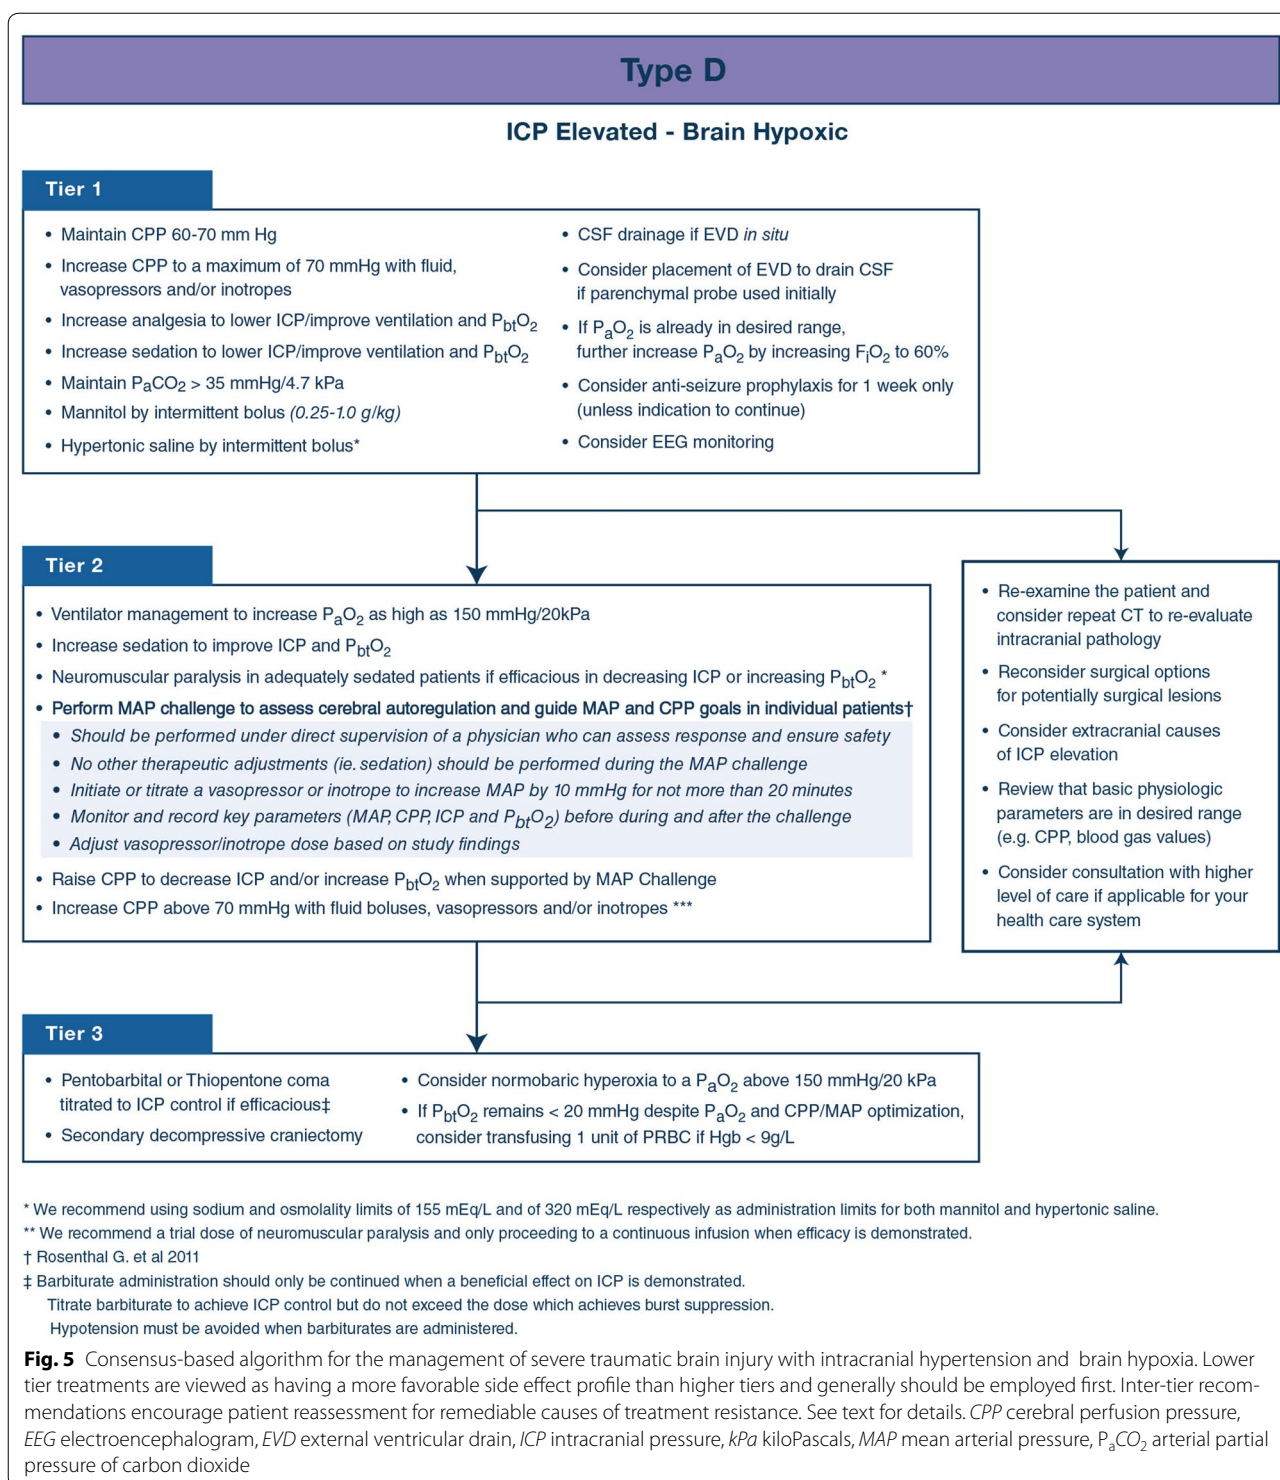 Type D
ICP Elevated - Brain Hypoxic
Tier 1
• Maintain CPP 60-70 mm Hg
• Increase CPP to a maximum of 70 mmHg with fluid,
vasopressors and/or inotropes
• Increase analgesia to lower ICP/improve ventilation and PbtO2
• Increase sedation to lower ICP/improve ventilation and PbtO2
• Maintain PaCO2 > 35 mmHg/4.7 kPa
• Mannitol by intermittent bolus (0.25-1.0 g/kg)
• Hypertonic saline by intermittent bolus*
• CSF drainage if EVD in situ
• Consider placement of EVD to drain CSF
if parenchymal probe used initially
• If PaO2 is already in desired range,
further increase PaO2 by increasing FiO2 to 60%
• Consider anti-seizure prophylaxis for 1 week only
(unless indication to continue)
• Consider EEG monitoring
Tier 2
• Ventilator management to increase PaO2 as high as 150 mmHg/20kPa
• Increase sedation to improve ICP and PbtO2
• Neuromuscular paralysis in adequately sedated patients if efficacious in decreasing ICP or increasing PbtO2 *
• Perform MAP challenge to assess cerebral autoregulation and guide MAP and CPP goals in individual patients†
• Should be performed under direct supervision of a physician who can assess response and ensure safety
• No other therapeutic adjustments (ie. sedation) should be performed during the MAP challenge
• Initiate or titrate a vasopressor or inotrope to increase MAP by 10 mmHg for not more than 20 minutes
• Monitor and record key parameters (MAP, CPP, ICP and PbtO2) before during and after the challenge
• Adjust vasopressor/inotrope dose based on study findings
• Raise CPP to decrease ICP and/or increase PbtO2 when supported by MAP Challenge
• Increase CPP above 70 mmHg with fluid boluses, vasopressors and/or inotropes ***
• Re-examine the patient and
consider repeat CT to re-evaluate
intracranial pathology
• Reconsider surgical options
for potentially surgical lesions
• Consider extracranial causes
of ICP elevation
• Review that basic physiologic
parameters are in desired range
(e.g. CPP, blood gas values)
• Consider consultation with higher
level of care if applicable for your
health care system
Tier 3
• Pentobarbital or Thiopentone coma
titrated to ICP control if efficacious‡
• Secondary decompressive craniectomy
• Consider normobaric hyperoxia to a PaO2 above 150 mmHg/20 kPa
• If PbtO2 remains < 20 mmHg despite PaO2 and CPP/MAP optimization,
consider transfusing 1 unit of PRBC if Hgb < 9g/L
* We recommend using sodium and osmolality limits of 155 mEq/L and of 320 mEq/L respectively as administration limits for both mannitol and hypertonic saline.
** We recommend a trial dose of neuromuscular paralysis and only proceeding to a continuous infusion when efficacy is demonstrated.
† Rosenthal G. et al 2011
‡ Barbiturate administration should only be continued when a beneficial effect on ICP is demonstrated.
Titrate barbiturate to achieve ICP control but do not exceed the dose which achieves burst suppression.
Hypotension must be avoided when barbiturates are administered.
Fig. 5 Consensus-based algorithm for the management of severe traumatic brain injury with intracranial hypertension and brain hypoxia. Lower
tier treatments are viewed as having a more favorable side effect profile than higher tiers and generally should be employed first. Inter-tier recom-
mendations encourage patient reassessment for remediable causes of treatment resistance. See text for details. CPP cerebral perfusion pressure,
EEG electroencephalogram, EVD external ventricular drain, ICP intracranial pressure, kPa kiloPascals, MAP mean arterial pressure, PaCO2 arterial partial
pressure of carbon dioxide